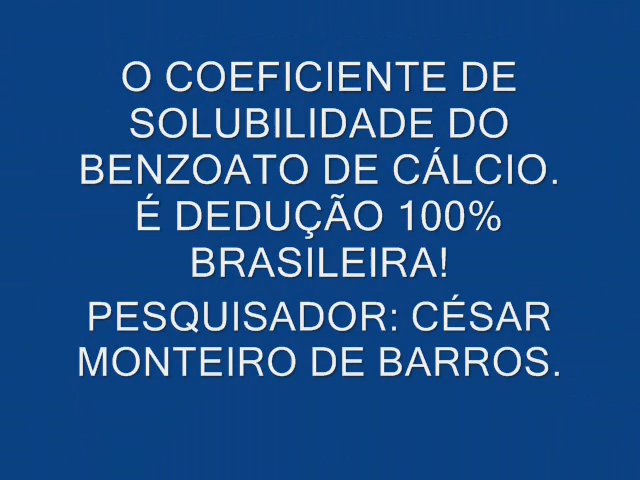 O COEFICIENTE DE
SOLUBILIDADE DO
BENZOATO DE CÁLCIO.
É DEDUÇÃO 100%
BRASILEIRA!
PESQUISADOR: CÉSAR
MONTEIRO DE BARROS.